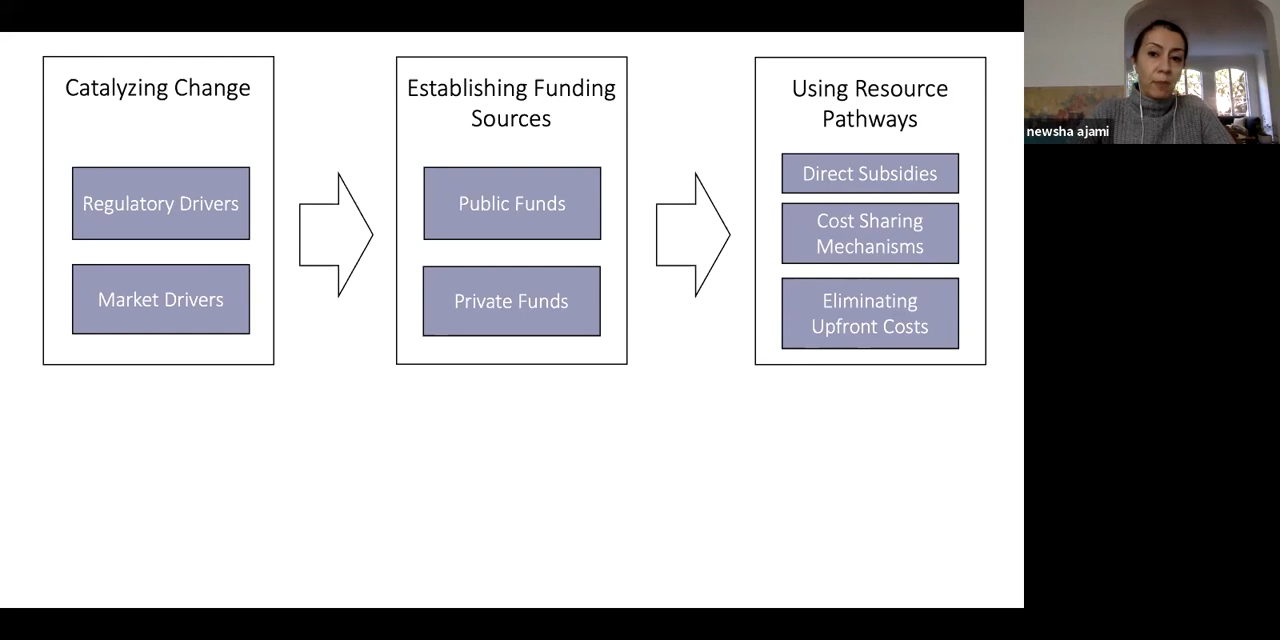 Catalyzing Change
Regulatory Drivers
Market Drivers
Establishing Funding
Sources
Public Funds
Private Funds
Using Resource
Pathways
Direct Subsidies
Cost Sharing
Mechanisms
Eliminating
Upfront Costs
newsha ajami